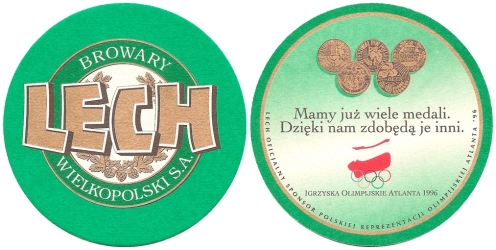 BROWARY
LECH
WIELKOPOLSKI S.A.
Mamy już wiele medali.
Dzięki nam zdobędą je inni.
IGRZYSKA OLIMPIJSKIE ATLANTA 1996
LECH OFICJALNY SPONSOR POLSKIEJ REPREZENTACJI OLIMPIJSKIEJ ATLANTA '96